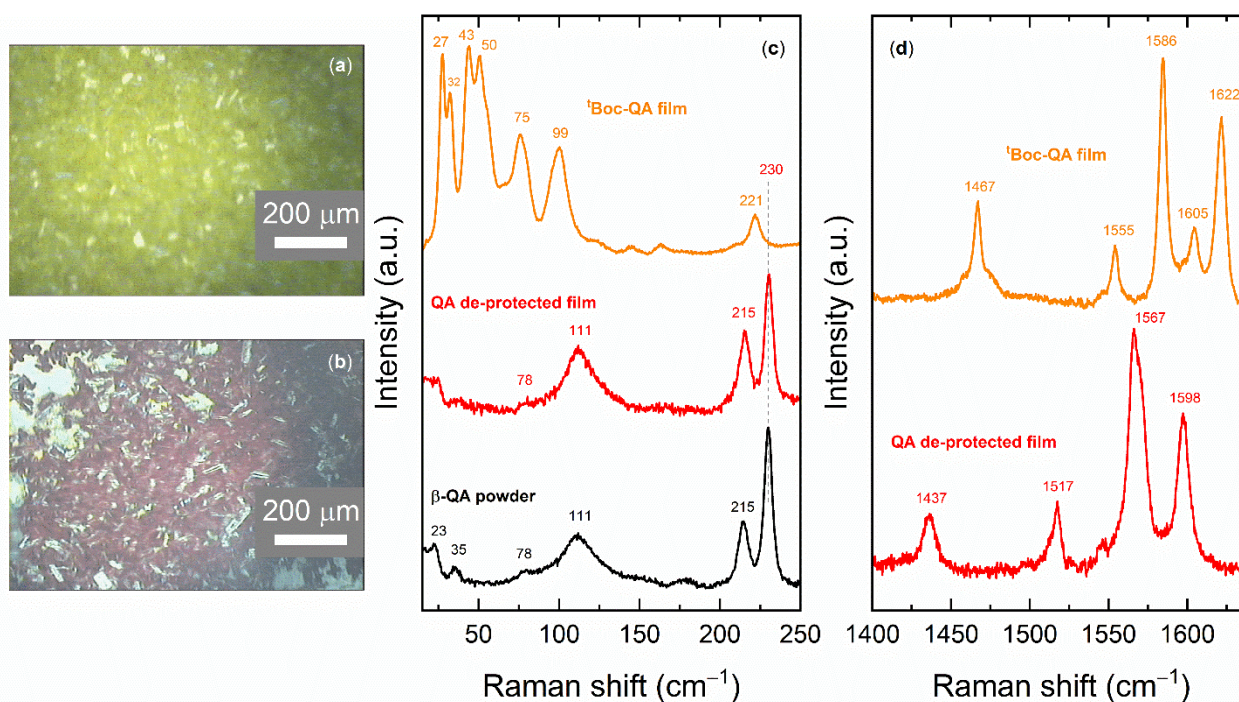 (a)
200 μm
(b)
200 μm
(c)
27
32
43
50
75
99
ᵗBoc-QA film
221
230
QA de-protected film
78
111
215
β-QA powder
23
35
78
111
215
Intensity (a.u.)
50 100 150 200 250
Raman shift (cm⁻¹)
(d)
1586
1622
ᵗBoc-QA film
1467
1555
1605
1567
1598
QA de-protected film
1437
1517
Intensity (a.u.)
1400 1450 1500 1550 1600
Raman shift (cm⁻¹)